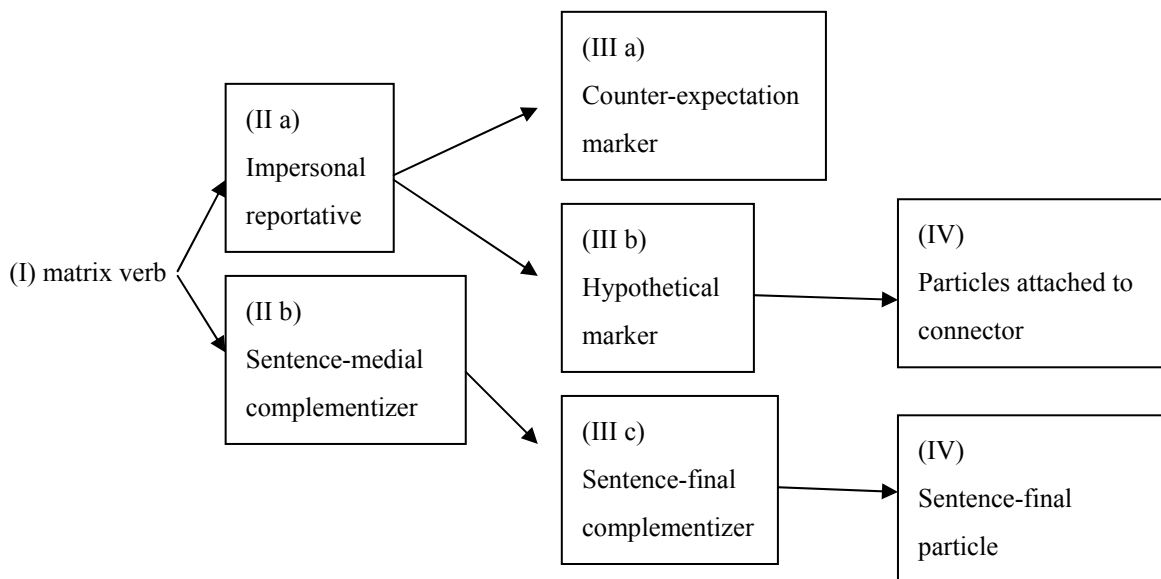 (I) matrix verb
(II a)
Impersonal
reportative
(II b)
Sentence-medial
complementizer
(III a)
Counter-expectation
marker
(III b)
Hypothetical
marker
(III c)
Sentence-final
complementizer
(IV)
Particles attached to
connector
(IV)
Sentence-final
particle